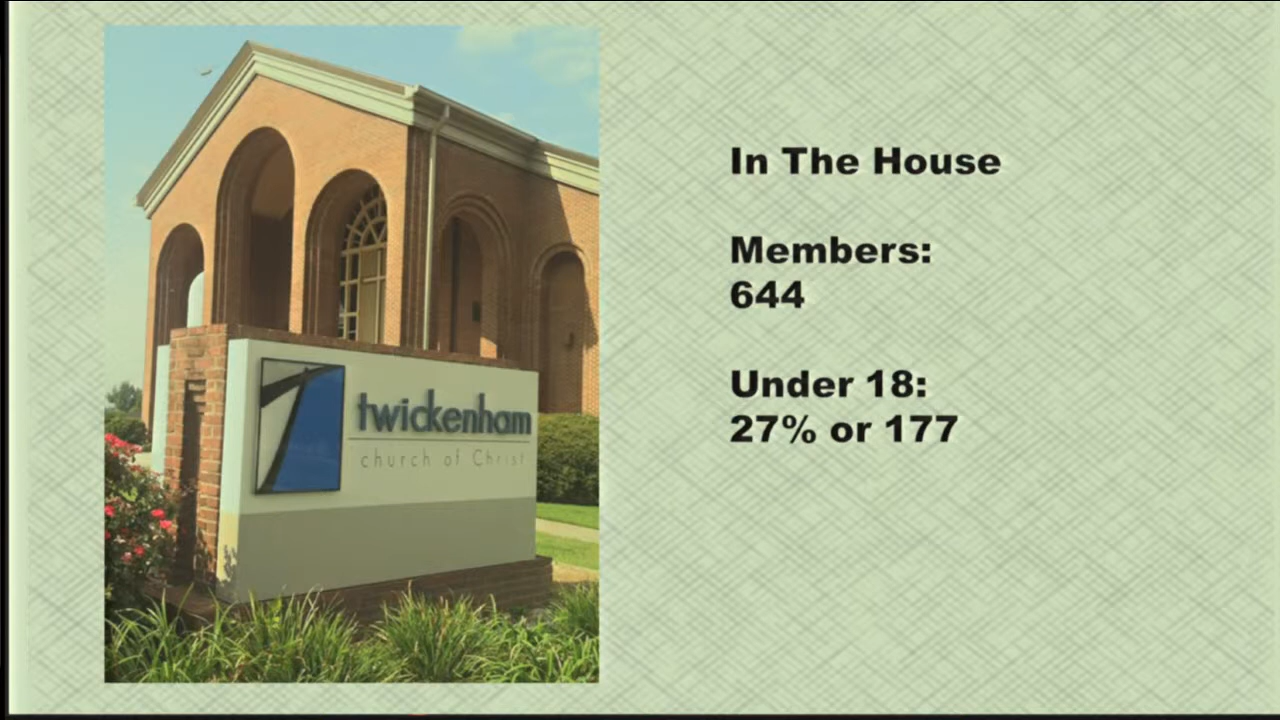 twickenham
church of Christ
In The House
Members:
644
Under 18:
27% or 177